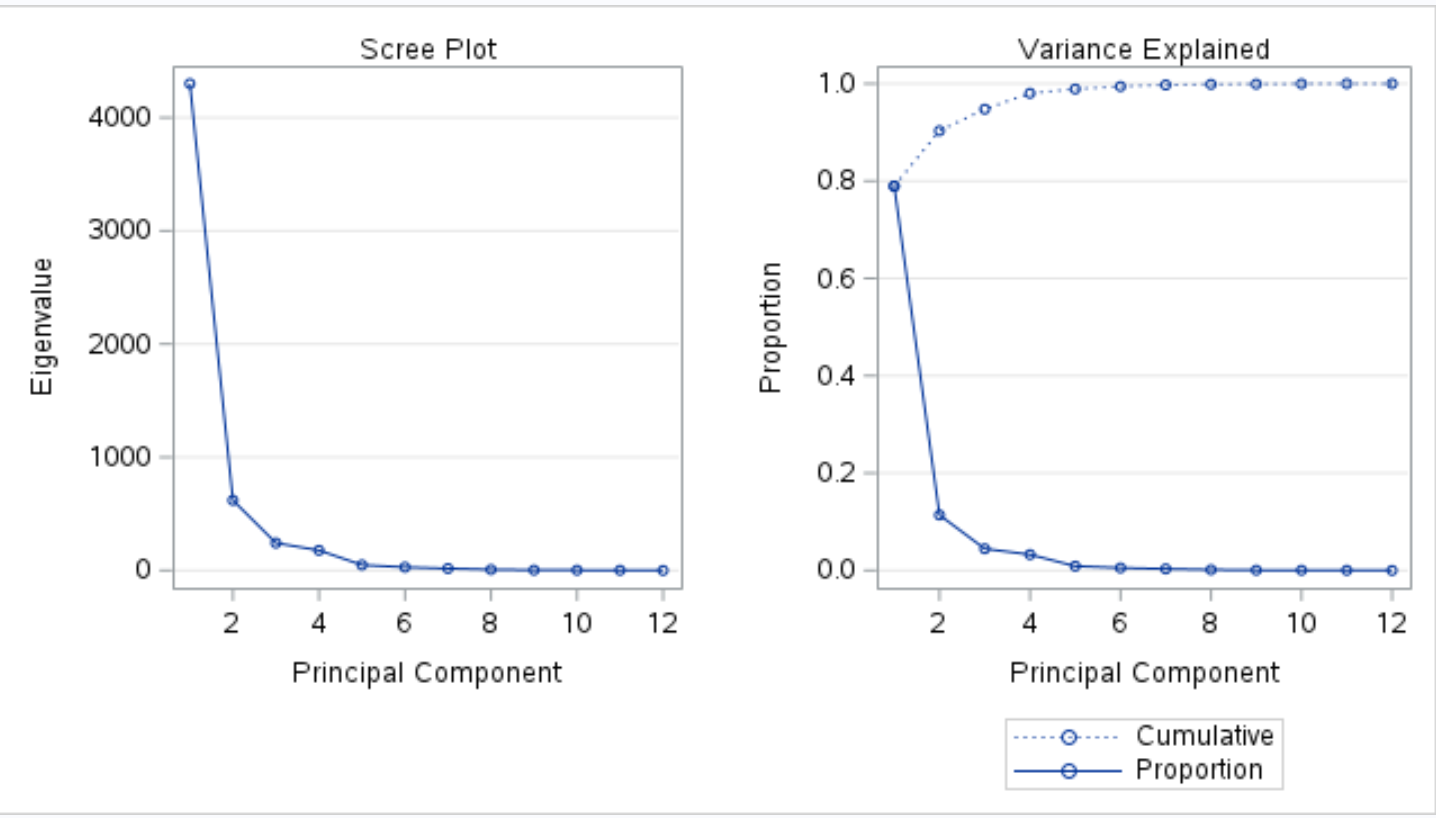 Scree Plot
4000
3000
2000
1000
0
Eigenvalue
2 4 6 8 10 12
Principal Component
Variance Explained
1.0
0.8
0.6
0.4
0.2
0.0
Proportion
2 4 6 8 10 12
Principal Component
Cumulative
Proportion